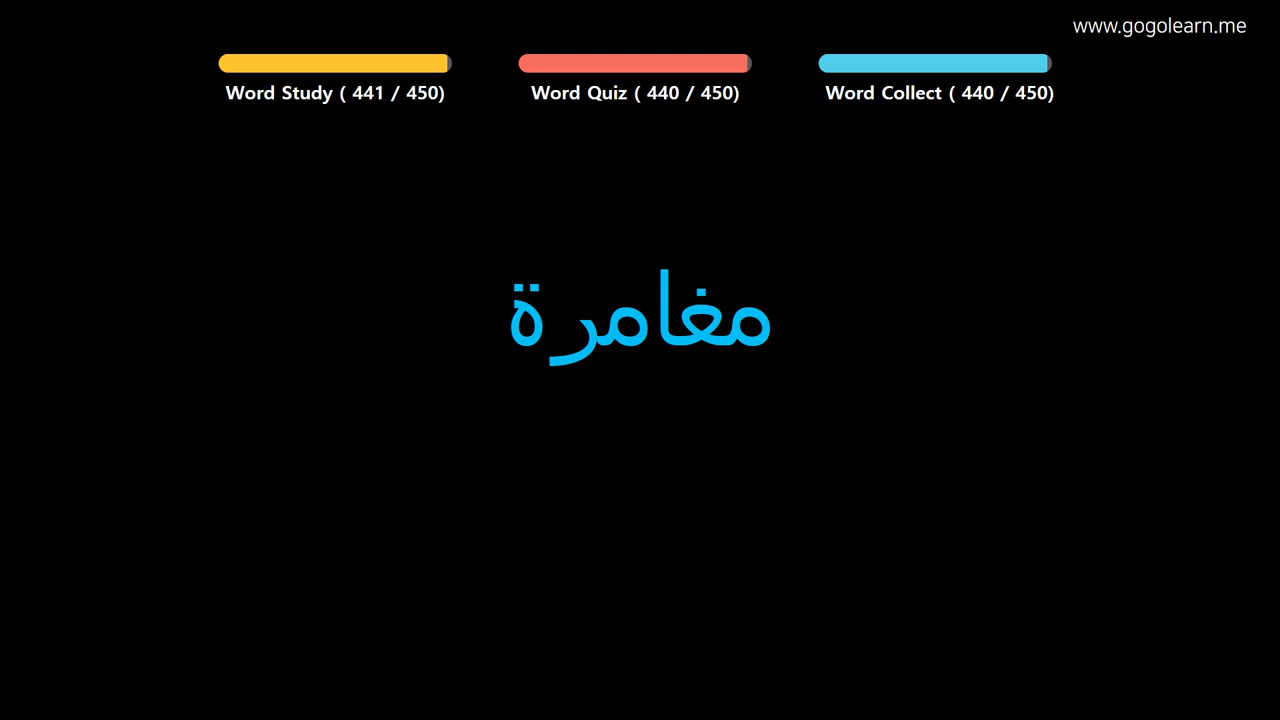 www.gogolearn.me
Word Study ( 441 / 450)
Word Quiz ( 440 / 450)
Word Collect ( 440 / 450)
مغامرة